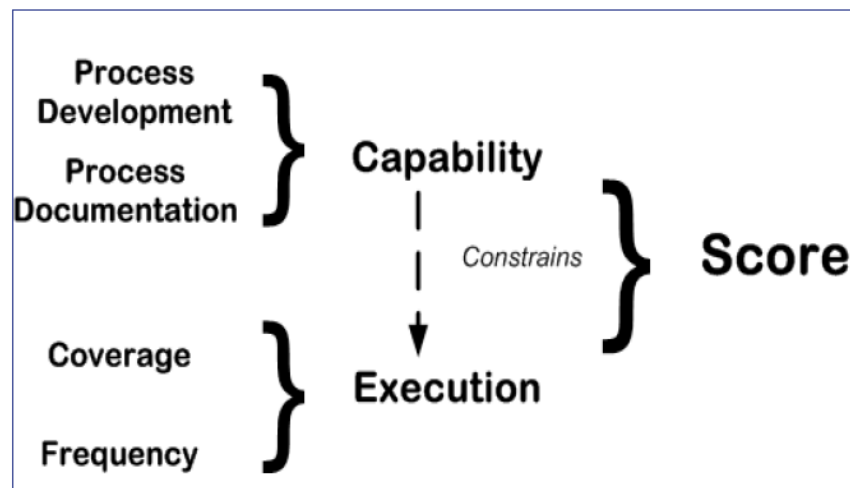 Process
Development
Process
Documentation
Capability
Constrains
Score
Coverage
Frequency
Execution